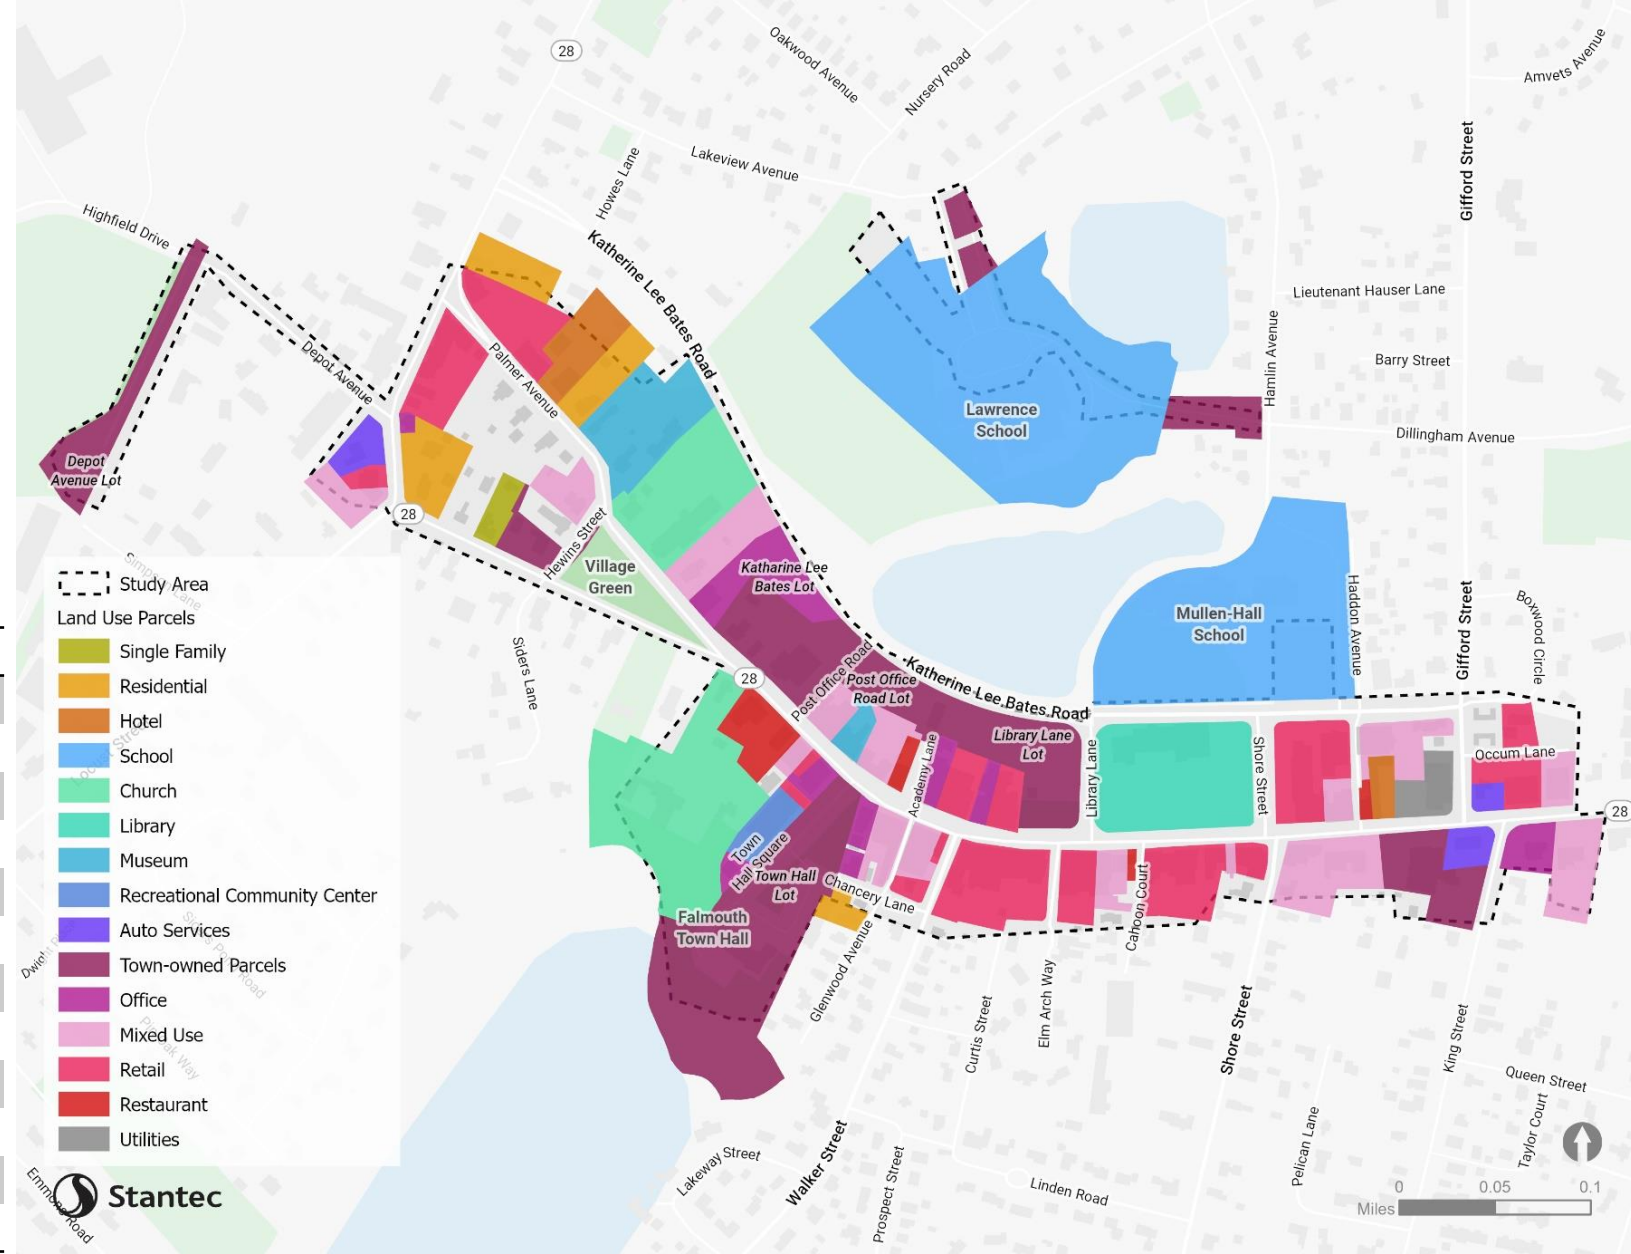 28
Oakwood Avenue
Nursery Road
Amvets Avenue
Howes Lane
Lakeview Avenue
Gifford Street
Highfield Drive
Katherine Lee Bates Road
Lieutenant Hauser Lane
Hamlin Avenue
Barry Street
Depot Avenue
Palmer Avenue
Lawrence
School
Dillingham Avenue
Depot
Avenue Lot
28
Hewins Street
Village
Green
Katharine Lee
Bates Lot
Mullen-Hall
School
Haddon Avenue
Gifford Street
Boxwood Circle
Siders Lane
28
Post Office Road
Post Office
Road Lot
Katherine Lee Bates Road
Library Lane
Lot
Academy Lane
Library Lane
Shore Street
Occum Lane
28
Town
Hall Square
Town Hall
Lot
Chancery Lane
Falmouth
Town Hall
Cahoon Court
Glenwood Avenue
Elm Arch Way
Curtis Street
Shore Street
King Street
Queen Street
Taylor Court
Pelican Lane
Walker Street
Lakeway Street
Prospect Street
Linden Road
Study Area
Land Use Parcels
Single Family
Residential
Hotel
School
Church
Library
Museum
Recreational Community Center
Auto Services
Town-owned Parcels
Office
Mixed Use
Retail
Restaurant
Utilities
Emmons Road
Stantec
0 0.05 0.1
Miles